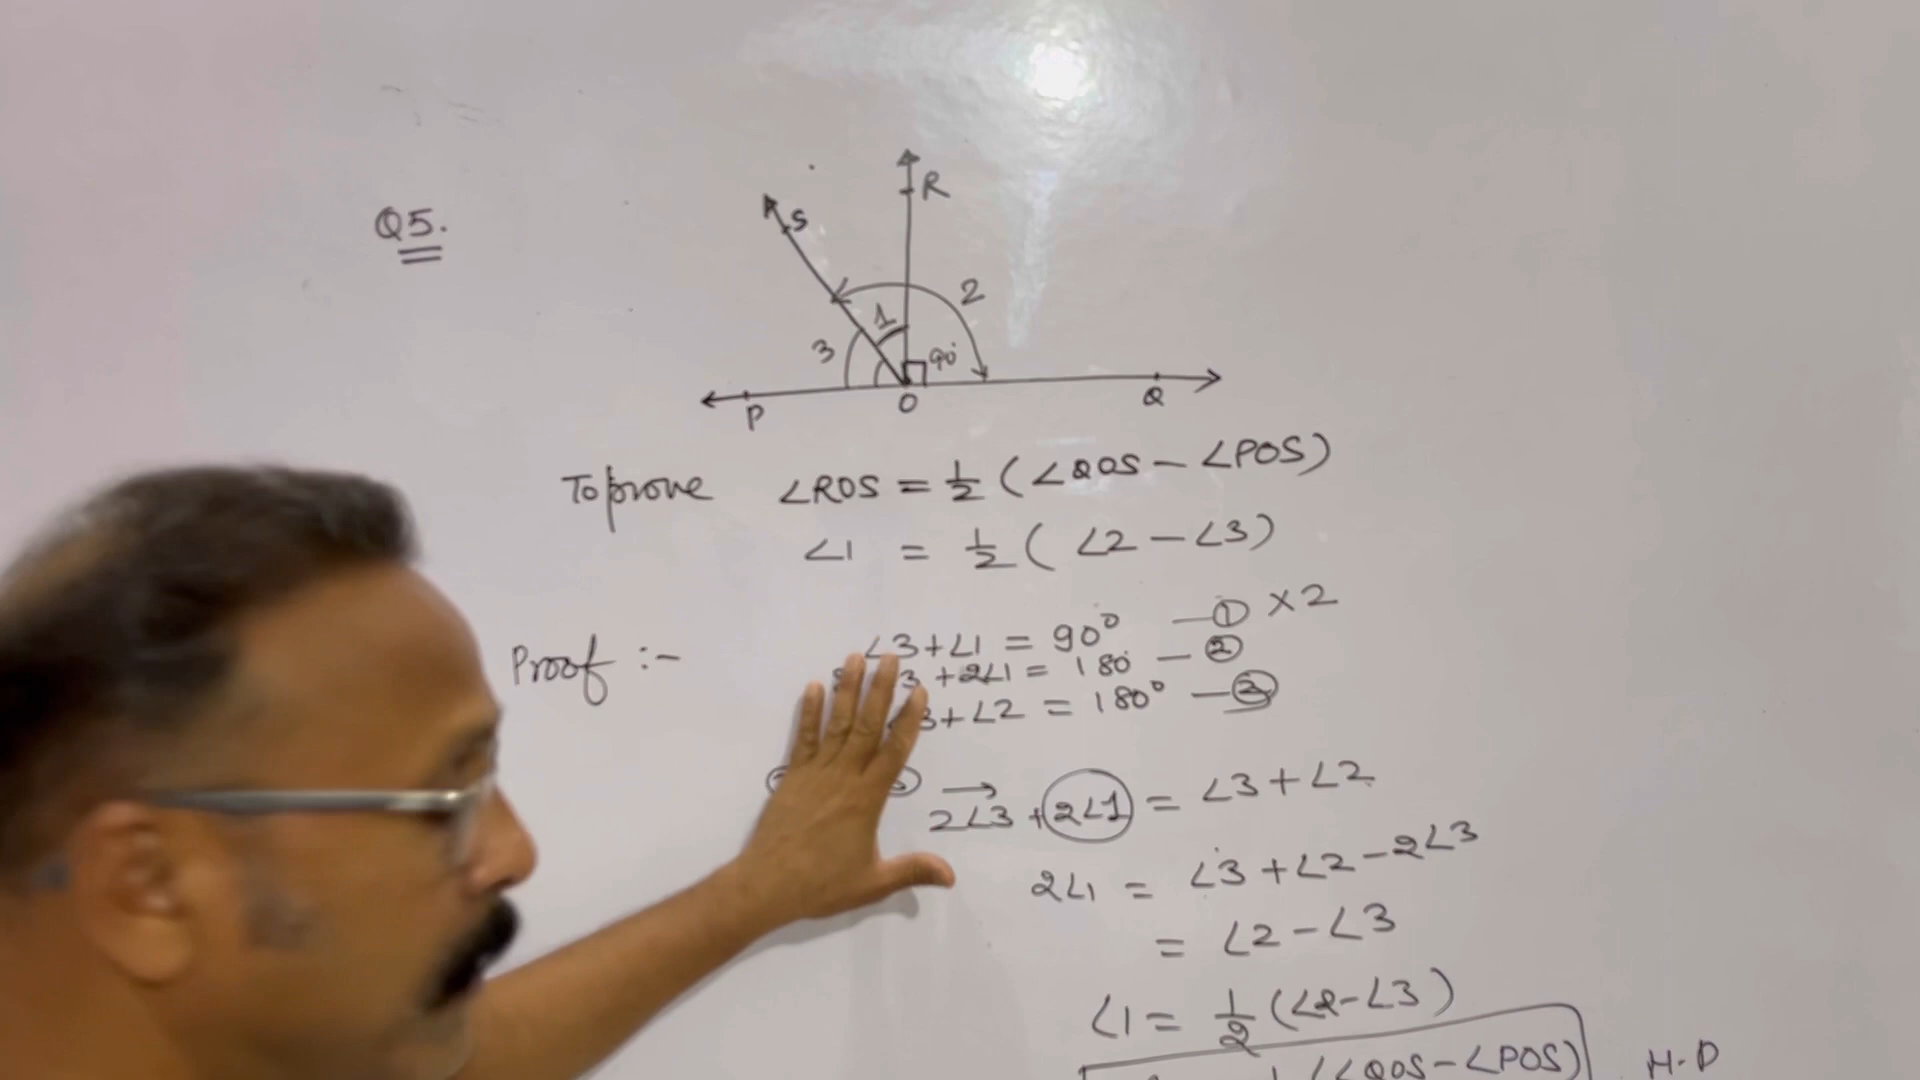 Q5.
R
S
2
1
3
90°
P
O
Q
To prove ∠ROS = 1/2 (∠QOS - ∠POS)
∠1 = 1/2 ( ∠2 - ∠3)
Proof :- ∠3+∠1 = 90° — ① ×2
3 +2∠1 = 180 — ②
3+∠2 = 180° — ③
2∠3 + 2∠1 = ∠3 + ∠2
2∠1 = ∠3 + ∠2 - 2∠3
= ∠2 - ∠3
∠1 = 1/2 (∠2-∠3)
(∠QOS - ∠POS) H.P